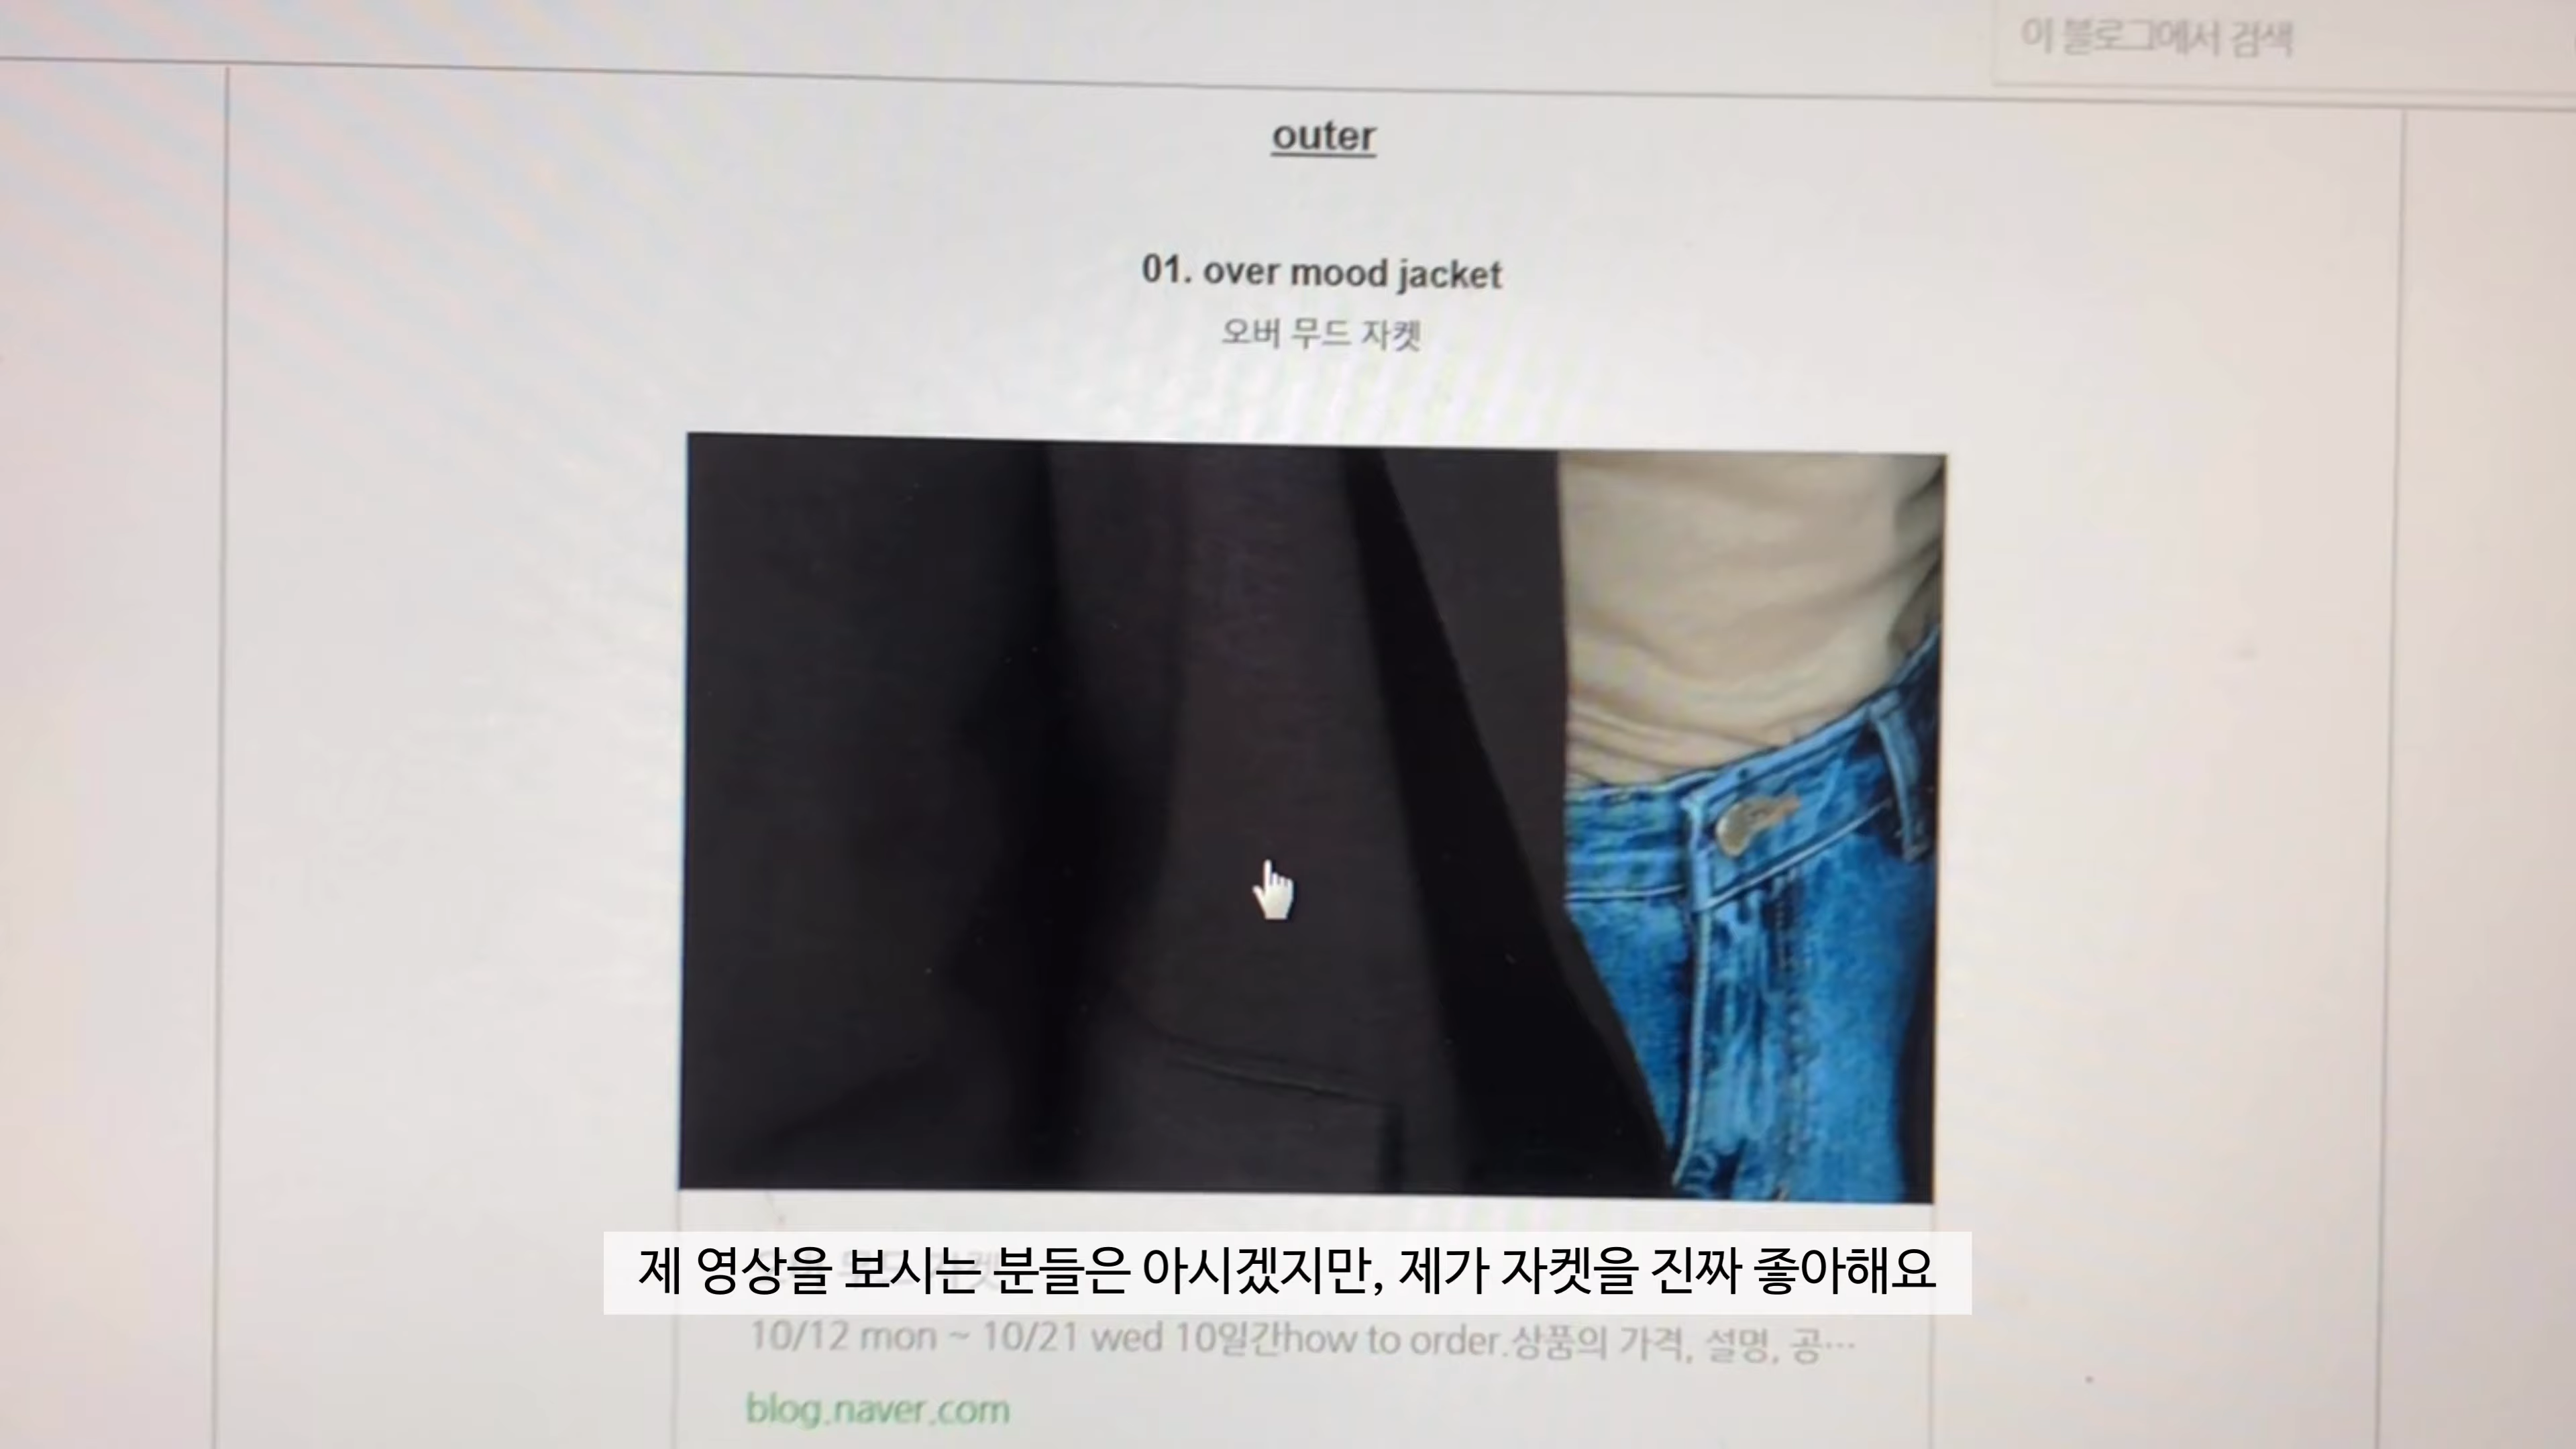 이 블로그에서 검색
outer
01. over mood jacket
오버 무드 자켓
제 영상을 보시는 분들은 아시겠지만, 제가 자켓을 진짜 좋아해요
10/12 mon ~ 10/21 wed 10일간how to order.상품의 가격, 설명, 공…
blog.naver.com